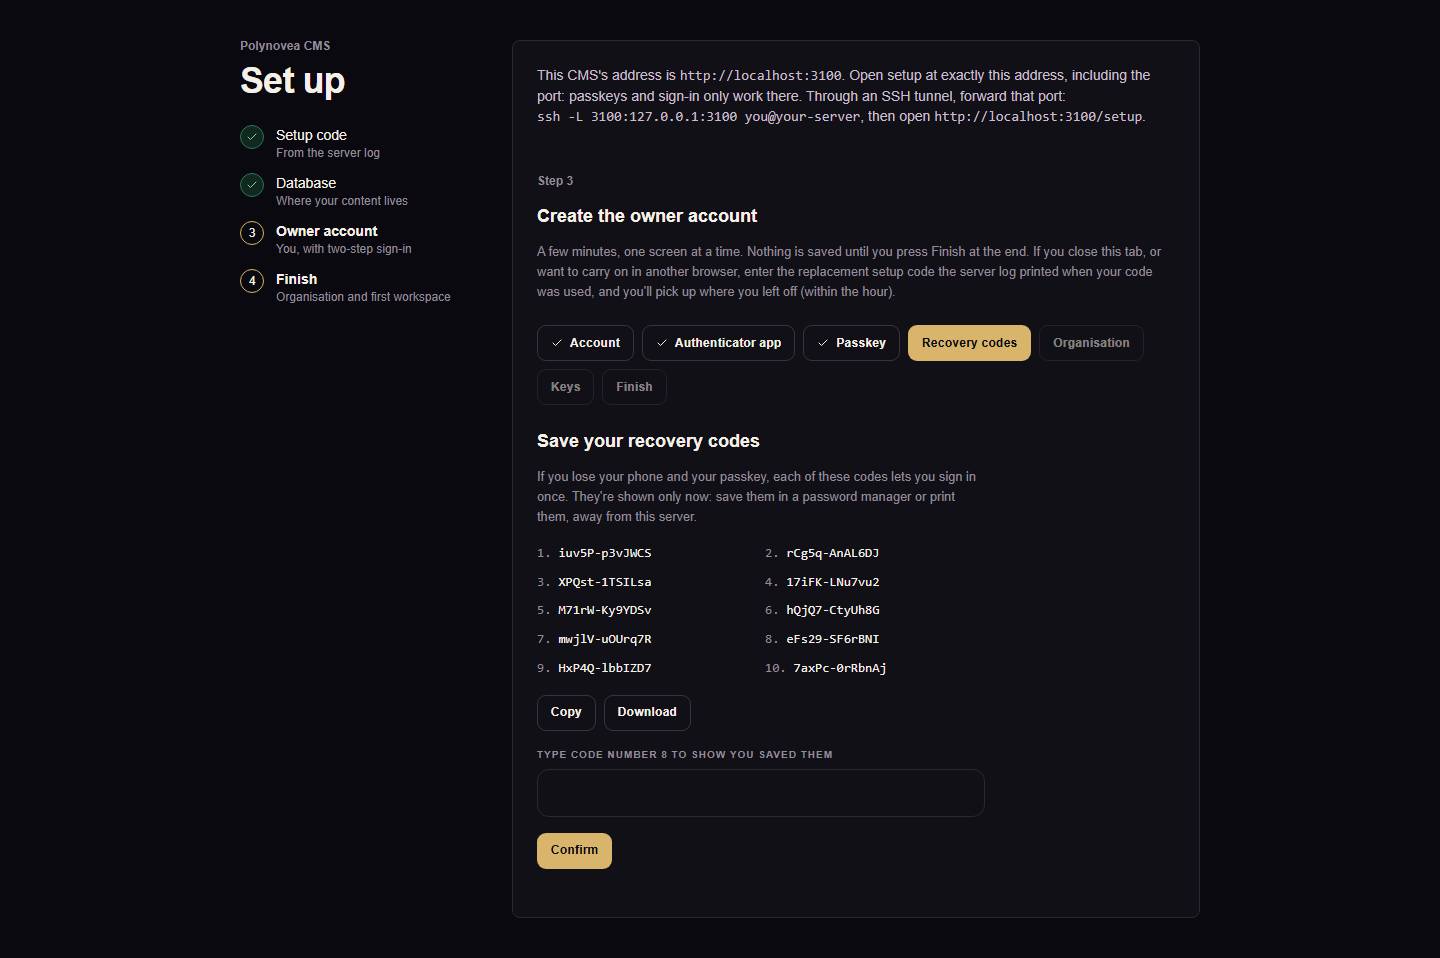 Polynovea CMS
Set up
Setup code
From the server log
Database
Where your content lives
3
Owner account
You, with two-step sign-in
4
Finish
Organisation and first workspace
This CMS's address is http://localhost:3100. Open setup at exactly this address, including the
port: passkeys and sign-in only work there. Through an SSH tunnel, forward that port:
ssh -L 3100:127.0.0.1:3100 you@your-server, then open http://localhost:3100/setup.
Step 3
Create the owner account
A few minutes, one screen at a time. Nothing is saved until you press Finish at the end. If you close this tab, or
want to carry on in another browser, enter the replacement setup code the server log printed when your code
was used, and you'll pick up where you left off (within the hour).
Account
Authenticator app
Passkey
Recovery codes
Organisation
Keys
Finish
Save your recovery codes
If you lose your phone and your passkey, each of these codes lets you sign in
once. They're shown only now: save them in a password manager or print
them, away from this server.
1. iuv5P-p3vJWCS
2. rCg5q-AnAL6DJ
3. XPQst-1TSILsa
4. 17iFK-LNu7vu2
5. M71rW-Ky9YDSv
6. hQjQ7-CtyUh8G
7. mwjlV-uOUrq7R
8. eFs29-SF6rBNI
9. HxP4Q-lbbIZD7
10. 7axPc-0rRbnAj
Copy
Download
TYPE CODE NUMBER 8 TO SHOW YOU SAVED THEM
Confirm